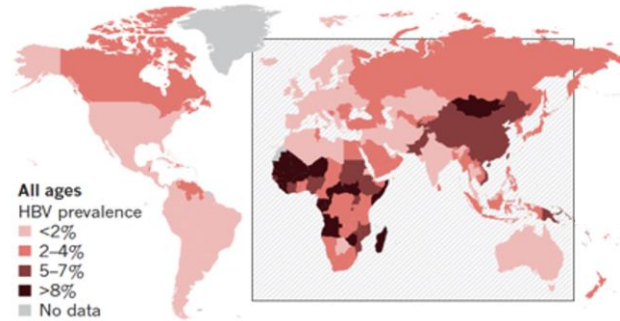 All ages
HBV prevalence
<2%
2–4%
5–7%
>8%
No data